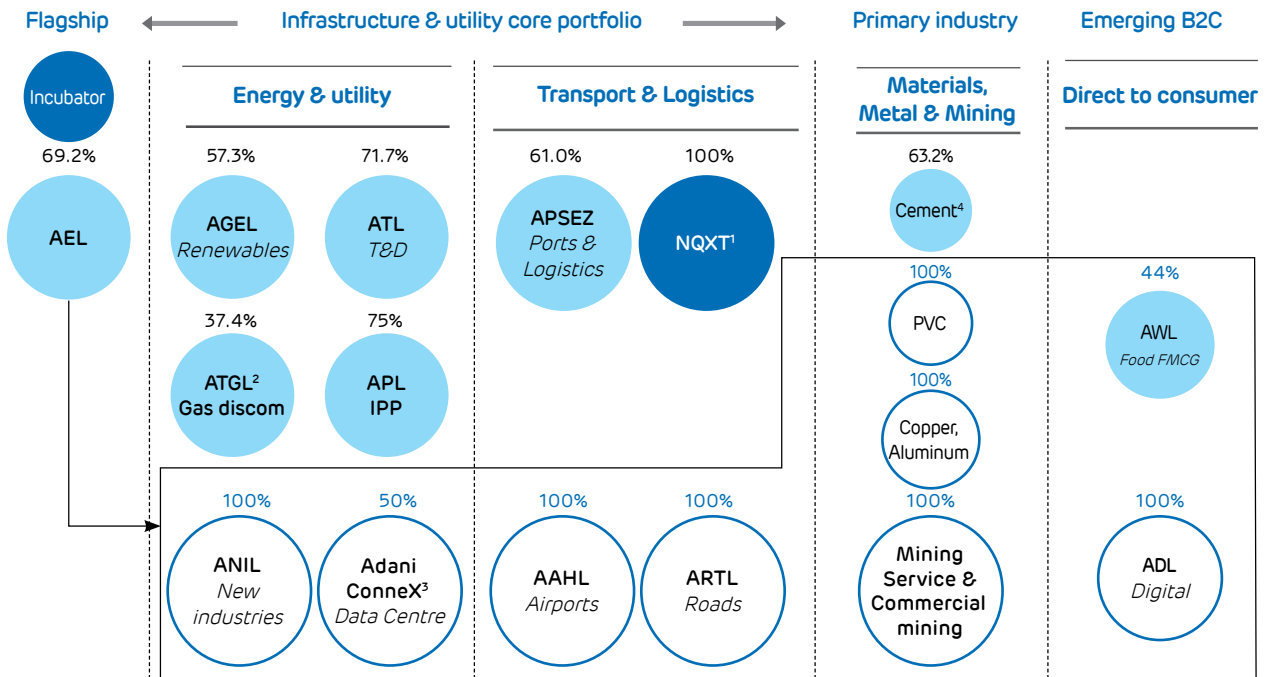 Flagship
Infrastructure & utility core portfolio
Primary industry
Emerging B2C
Incubator
Energy & utility
Transport & Logistics
Materials,
Metal & Mining
Direct to consumer
69.2%
57.3%
71.7%
61.0%
100%
63.2%
AEL
AGEL
Renewables
ATL
T&D
APSEZ
Ports &
Logistics
NQXT¹
Cement⁴
100%
44%
PVC
AWL
Food FMCG
37.4%
75%
ATGL²
Gas discom
APL
IPP
100%
Copper,
Aluminum
100%
50%
100%
100%
100%
100%
ANIL
New
industries
Adani
ConneX³
Data Centre
AAHL
Airports
ARTL
Roads
Mining
Service &
Commercial
mining
ADL
Digital